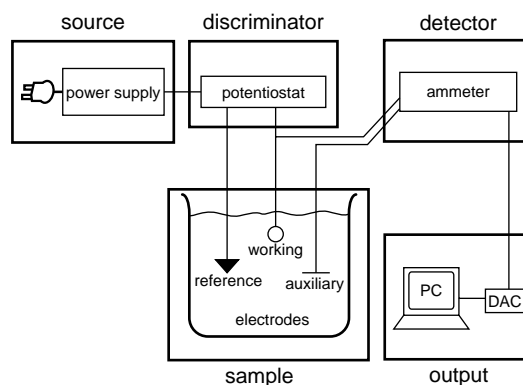 source
discriminator
detector
power supply
potentiostat
ammeter
working
reference
auxiliary
electrodes
PC
DAC
sample
output